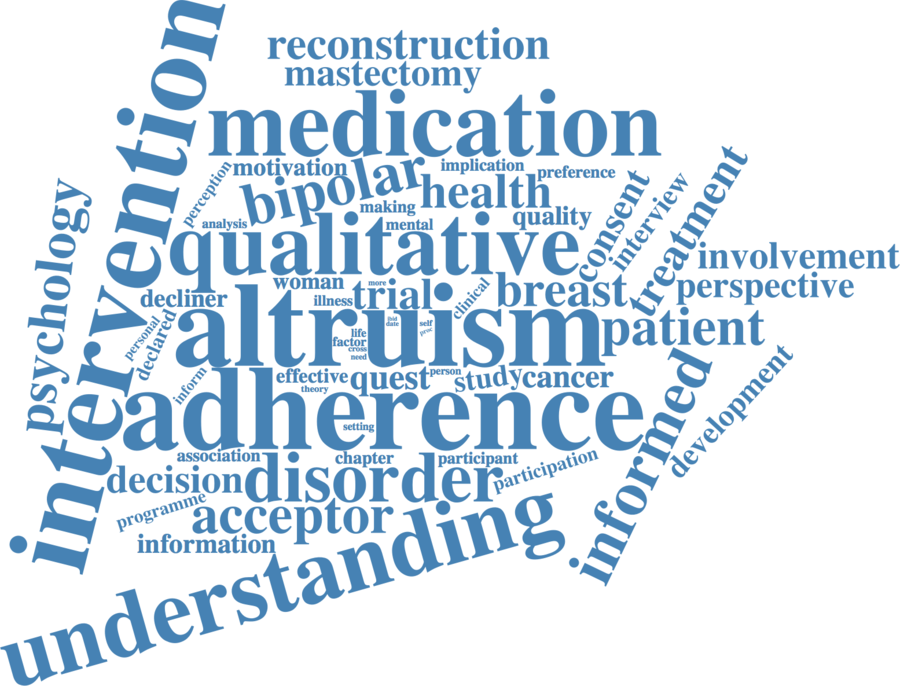 reconstruction
mastectomy
medication
intervention
motivation
implication
preference
perception
bipolar
health
making
quality
analysis
mental
qualitative
consent
interview
treatment
involvement
perspective
psychology
woman
more
clinical
breast
decliner
illness
trial
personal
declared
altruism
life
factor
cross
need
date
self
patient
inform
effective
theory
quest
person
study
cancer
adherence
setting
informed
development
association
chapter
participant
participation
decision
disorder
programme
acceptor
information
understanding